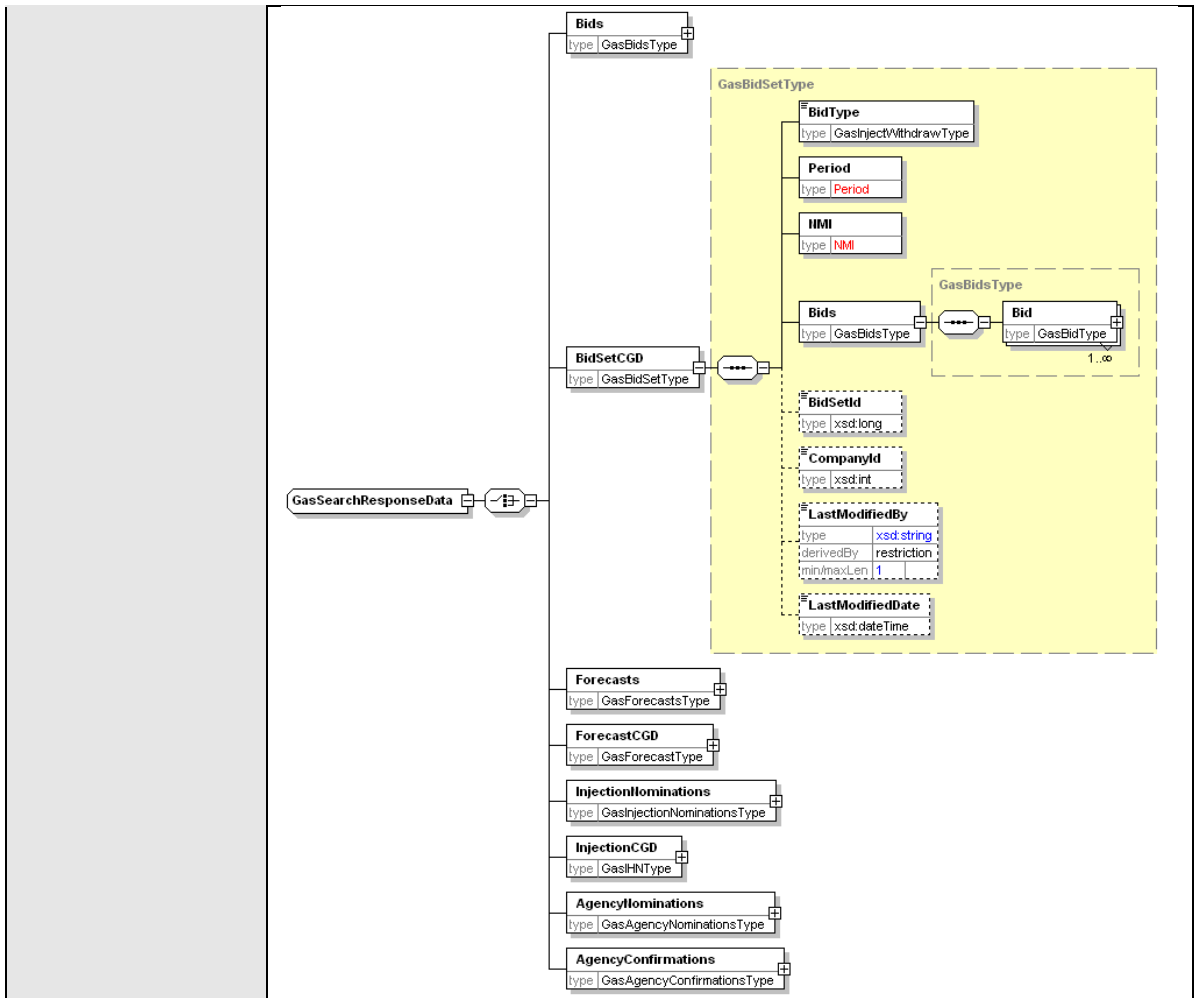 Bids
type GasBidsType
GasBidSetType
BidType
type GasInjectWithdrawType
Period
type Period
NMI
type NMI
Bids
type GasBidsType
GasBidsType
Bid
type GasBidType
1..∞
BidSetCGD
type GasBidSetType
BidSetId
type xsd:long
CompanyId
type xsd:int
GasSearchResponseData
LastModifiedBy
type xsd:string
derivedBy restriction
min/maxLen 1
LastModifiedDate
type xsd:dateTime
Forecasts
type GasForecastsType
ForecastCGD
type GasForecastType
InjectionNominations
type GasInjectionNominationsType
InjectionCGD
type GasIHNType
AgencyNominations
type GasAgencyNominationsType
AgencyConfirmations
type GasAgencyConfirmationsType